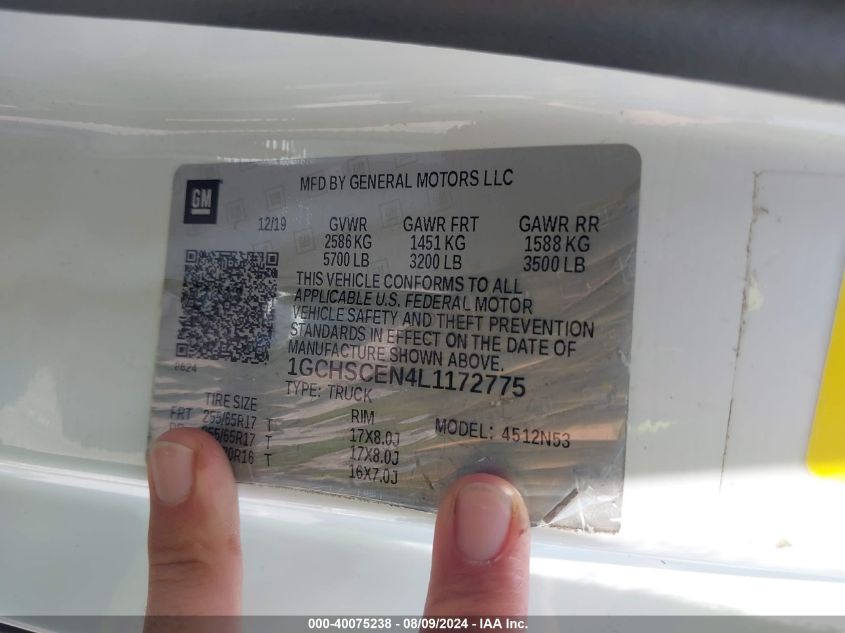 GM
MFD BY GENERAL MOTORS LLC
12/19 GVWR GAWR FRT GAWR RR
2586 KG 1451 KG 1588 KG
5700 LB 3200 LB 3500 LB
THIS VEHICLE CONFORMS TO ALL
APPLICABLE U.S. FEDERAL MOTOR
VEHICLE SAFETY AND THEFT PREVENTION
STANDARDS IN EFFECT ON THE DATE OF
MANUFACTURE SHOWN ABOVE.
8624
1GCHSCEN4L1172775
TYPE: TRUCK
TIRE SIZE RIM MODEL: 4512N53
FRT 255/65R17 T 17X8.0J
/65R17 T 17X8.0J
70R16 T 16X7.0J
000-40075238 - 08/09/2024 - IAA Inc.